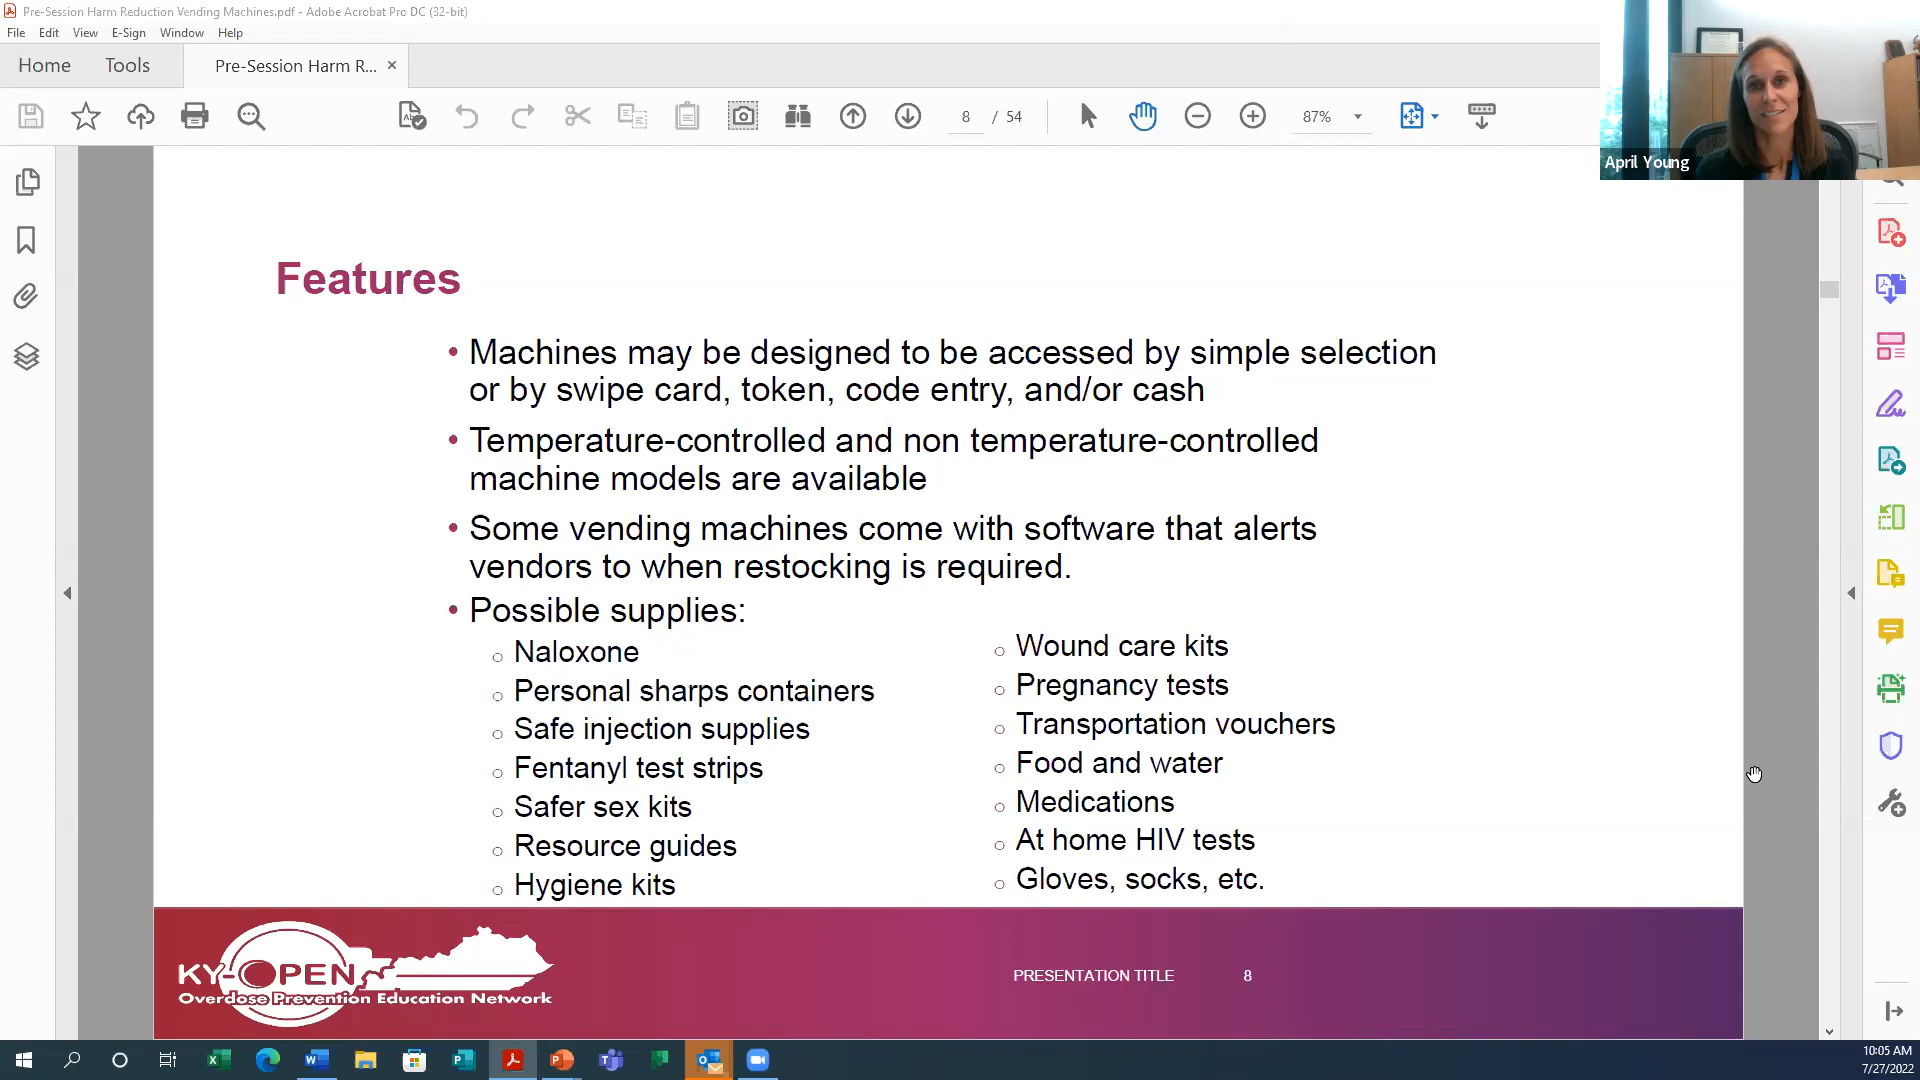 Pre-Session Harm Reduction Vending Machines.pdf - Adobe Acrobat Pro DC (32-bit)
File Edit View E-Sign Window Help
Home Tools Pre-Session Harm R... ×
8 / 54 87%
April Young
Features
• Machines may be designed to be accessed by simple selection
or by swipe card, token, code entry, and/or cash
• Temperature-controlled and non temperature-controlled
machine models are available
• Some vending machines come with software that alerts
vendors to when restocking is required.
• Possible supplies:
o Naloxone
o Personal sharps containers
o Safe injection supplies
o Fentanyl test strips
o Safer sex kits
o Resource guides
o Hygiene kits
o Wound care kits
o Pregnancy tests
o Transportation vouchers
o Food and water
o Medications
o At home HIV tests
o Gloves, socks, etc.
KY-OPEN
Overdose Prevention Education Network
PRESENTATION TITLE 8
10:05 AM
7/27/2022